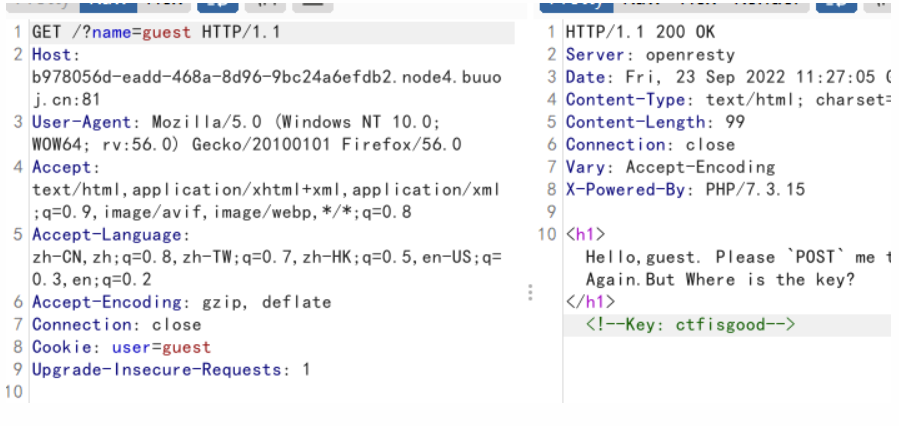 1 GET /?name=guest HTTP/1.1
2 Host:
b978056d-eadd-468a-8d96-9bc24a6efdb2.node4.buuo
j.cn:81
3 User-Agent: Mozilla/5.0 (Windows NT 10.0;
WOW64; rv:56.0) Gecko/20100101 Firefox/56.0
4 Accept:
text/html,application/xhtml+xml,application/xml
;q=0.9,image/avif,image/webp,*/*;q=0.8
5 Accept-Language:
zh-CN,zh;q=0.8,zh-TW;q=0.7,zh-HK;q=0.5,en-US;q=
0.3,en;q=0.2
6 Accept-Encoding: gzip, deflate
7 Connection: close
8 Cookie: user=guest
9 Upgrade-Insecure-Requests: 1
10
1 HTTP/1.1 200 OK
2 Server: openresty
3 Date: Fri, 23 Sep 2022 11:27:05
4 Content-Type: text/html; charset=
5 Content-Length: 99
6 Connection: close
7 Vary: Accept-Encoding
8 X-Powered-By: PHP/7.3.15
9
10 <h1>
Hello,guest. Please `POST` me
Again.But Where is the key?
</h1>
<!--Key: ctfisgood-->